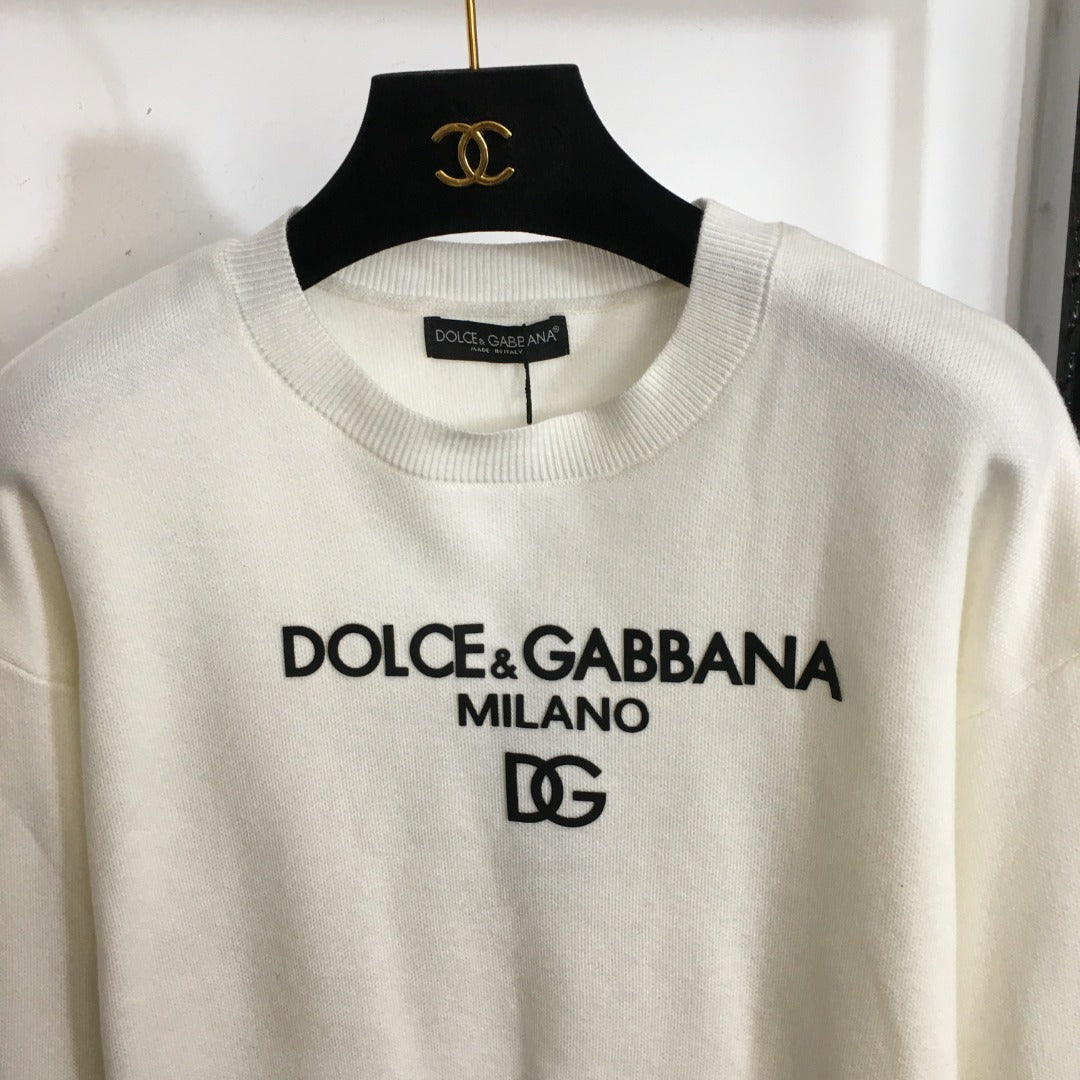 DOLCE & GABBANA®
MADE IN ITALY
DOLCE & GABBANA
MILANO
DG